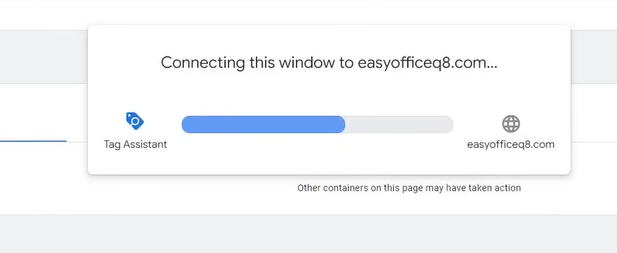 Connecting this window to easyofficeq8.com...
Tag Assistant
easyofficeq8.com
Other containers on this page may have taken action